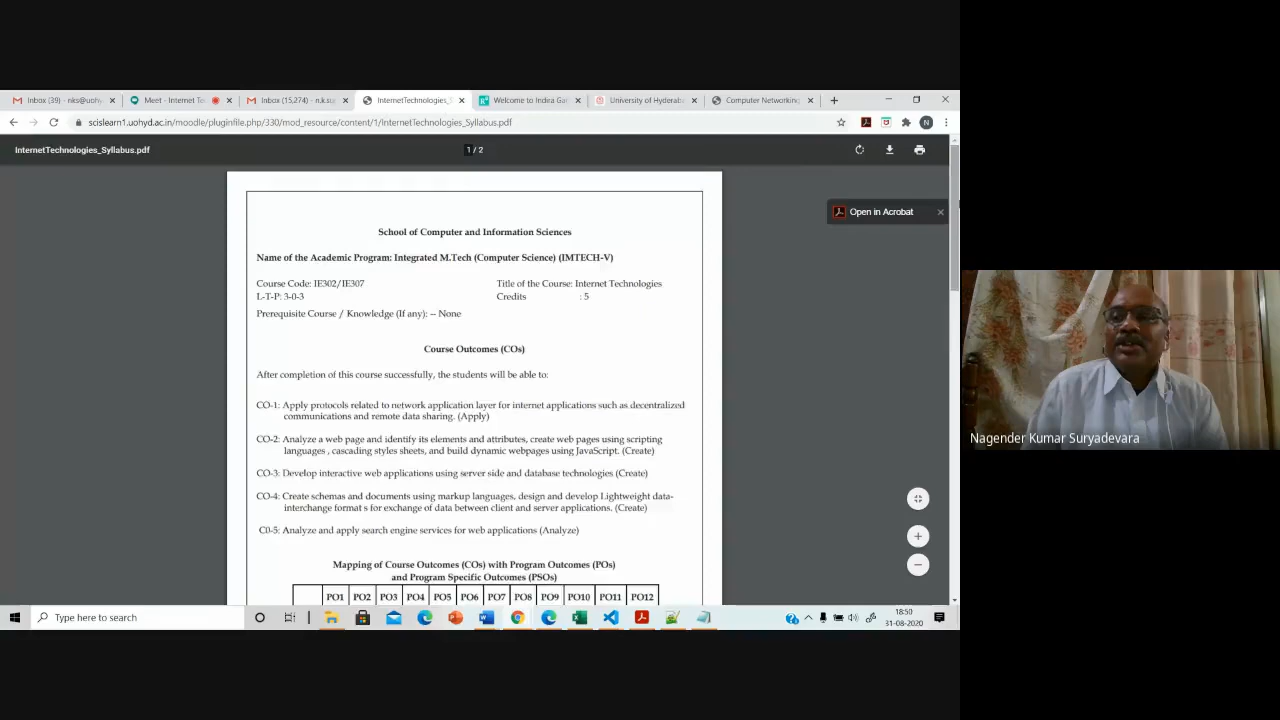 Inbox (39) - nks@uoh
Meet - Internet Te
Inbox (15,274) - n.k.su
InternetTechnologies_S
Welcome to Indira Ga
University of Hyderab
Computer Networking
scislearn1.uohyd.ac.in/moodle/pluginfile.php/330/mod_resource/content/1/InternetTechnologies_Syllabus.pdf
N
InternetTechnologies_Syllabus.pdf
1 / 2
Open in Acrobat
School of Computer and Information Sciences
Name of the Academic Program: Integrated M.Tech (Computer Science) (IMTECH-V)
Course Code: IE302/IE307 Title of the Course: Internet Technologies
L-T-P: 3-0-3 Credits : 5
Prerequisite Course / Knowledge (If any): -- None
Course Outcomes (COs)
After completion of this course successfully, the students will be able to:
CO-1: Apply protocols related to network application layer for internet applications such as decentralized
communications and remote data sharing. (Apply)
CO-2: Analyze a web page and identify its elements and attributes, create web pages using scripting
languages , cascading styles sheets, and build dynamic webpages using JavaScript. (Create)
CO-3: Develop interactive web applications using server side and database technologies (Create)
CO-4: Create schemas and documents using markup languages, design and develop Lightweight data-
interchange format s for exchange of data between client and server applications. (Create)
C0-5: Analyze and apply search engine services for web applications (Analyze)
Mapping of Course Outcomes (COs) with Program Outcomes (POs)
and Program Specific Outcomes (PSOs)
PO1 PO2 PO3 PO4 PO5 PO6 PO7 PO8 PO9 PO10 PO11 PO12
Nagender Kumar Suryadevara
Type here to search
18:50
31-08-2020